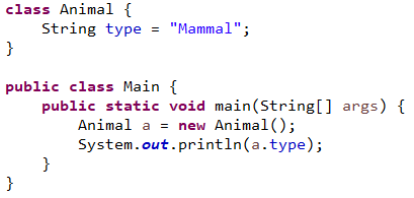 class Animal {
    String type = "Mammal";
}

public class Main {
    public static void main(String[] args) {
        Animal a = new Animal();
        System.out.println(a.type);
    }
}